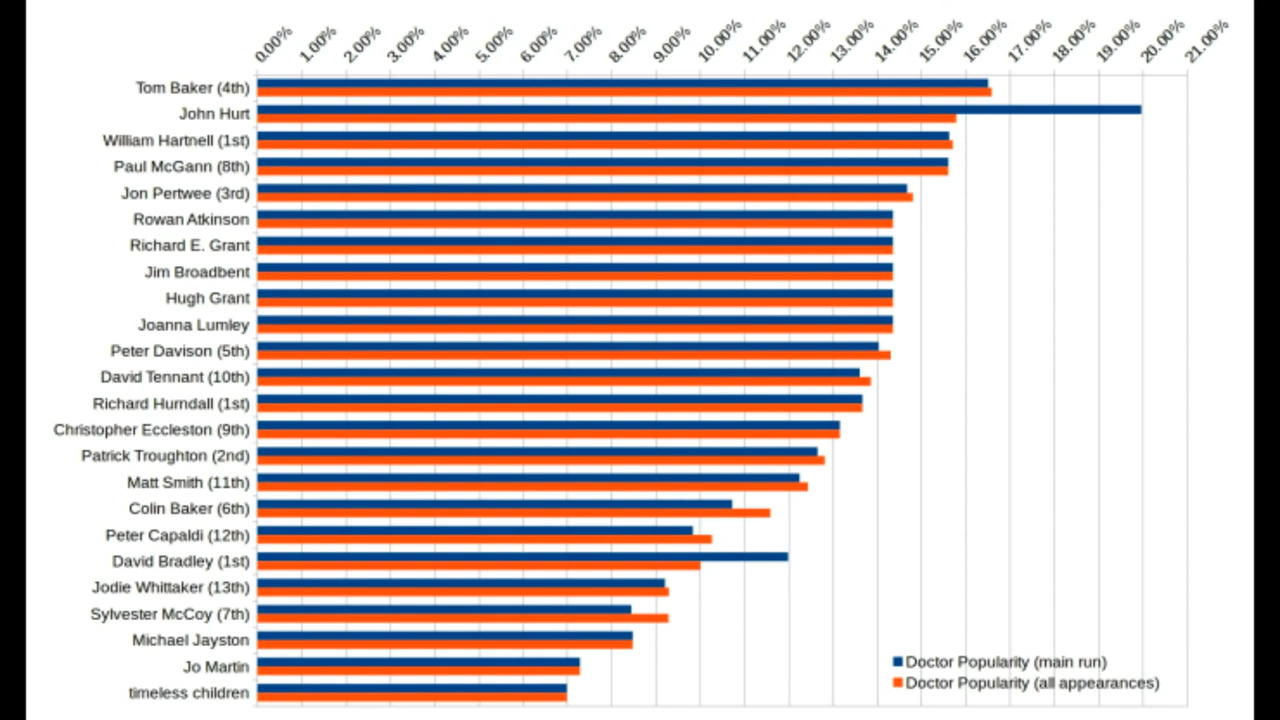 0.00% 1.00% 2.00% 3.00% 4.00% 5.00% 6.00% 7.00% 8.00% 9.00% 10.00% 11.00% 12.00% 13.00% 14.00% 15.00% 16.00% 17.00% 18.00% 19.00% 20.00% 21.00%
Tom Baker (4th)
John Hurt
William Hartnell (1st)
Paul McGann (8th)
Jon Pertwee (3rd)
Rowan Atkinson
Richard E. Grant
Jim Broadbent
Hugh Grant
Joanna Lumley
Peter Davison (5th)
David Tennant (10th)
Richard Hurndall (1st)
Christopher Eccleston (9th)
Patrick Troughton (2nd)
Matt Smith (11th)
Colin Baker (6th)
Peter Capaldi (12th)
David Bradley (1st)
Jodie Whittaker (13th)
Sylvester McCoy (7th)
Michael Jayston
Jo Martin
timeless children
Doctor Popularity (main run)
Doctor Popularity (all appearances)